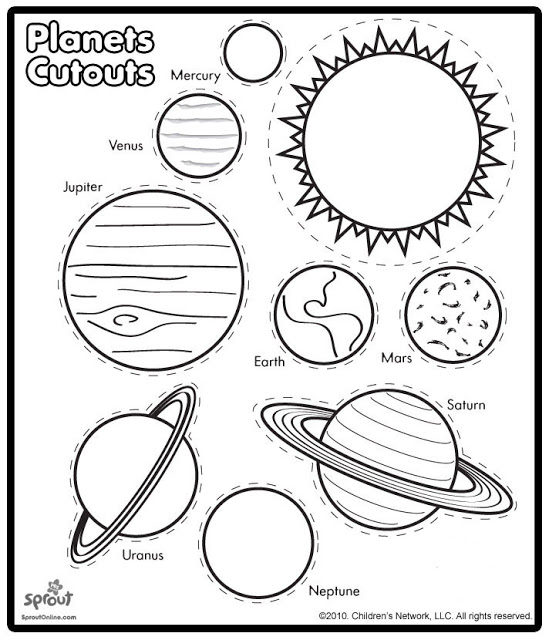 Planets
Cutouts
Mercury
Venus
Jupiter
Earth
Mars
Saturn
Uranus
Neptune
Sprout
SproutOnline.com
©2010. Children's Network, LLC. All rights reserved.